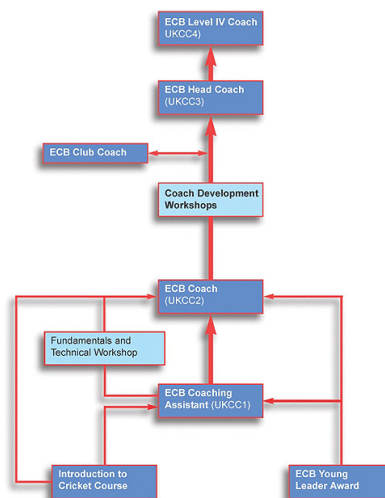 ECB Level IV Coach
UKCC4)
ECB Head Coach
(UKCC3)
ECB Club Coach
Coach Development
Workshops
ECB Coach
(UKCC2)
Fundamentals and
Technical Workshop
ECB Coaching
Assistant (UKCC1)
Introduction to
Cricket Course
ECB Young
Leader Award